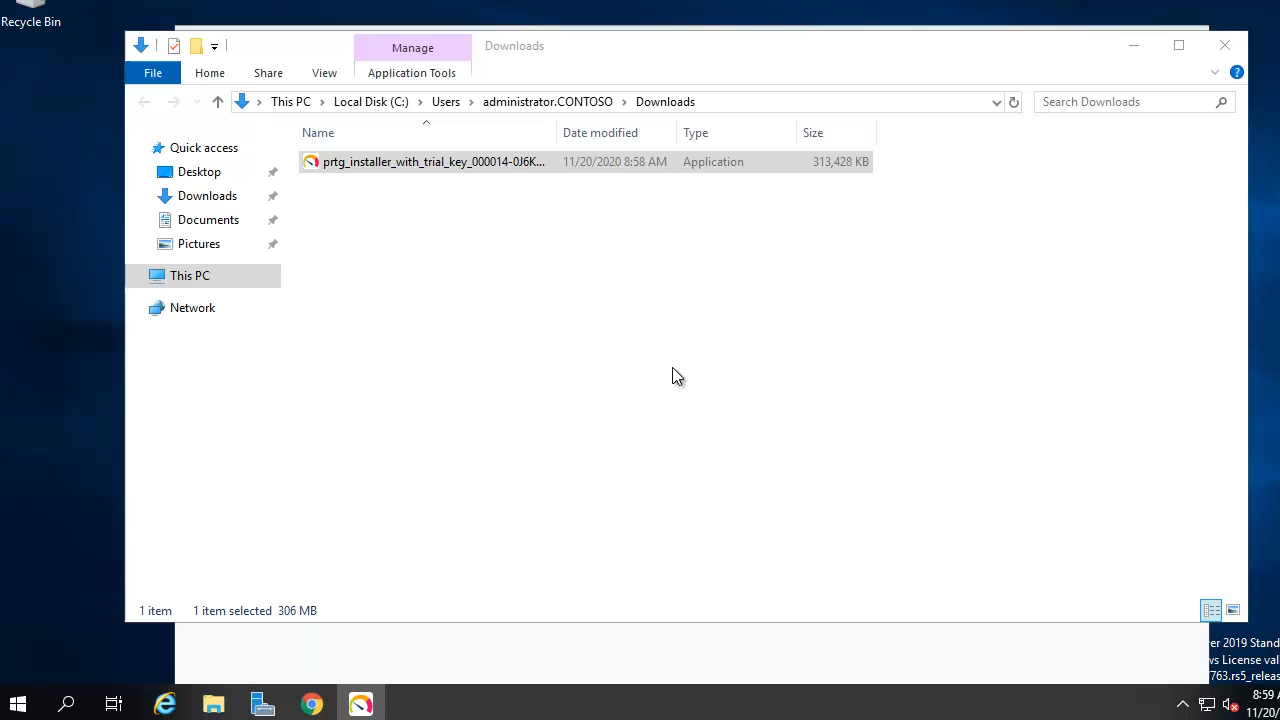 Recycle Bin
Manage
Downloads
File
Home
Share
View
Application Tools
This PC
Local Disk (C:)
Users
administrator.CONTOSO
Downloads
Search Downloads
Name
Date modified
Type
Size
prtg_installer_with_trial_key_000014-0J6K...
11/20/2020 8:58 AM
Application
313,428 KB
Quick access
Desktop
Downloads
Documents
Pictures
This PC
Network
1 item
1 item selected 306 MB
er 2019 Stand
ws License val
763.rs5_releas
8:59
11/20/